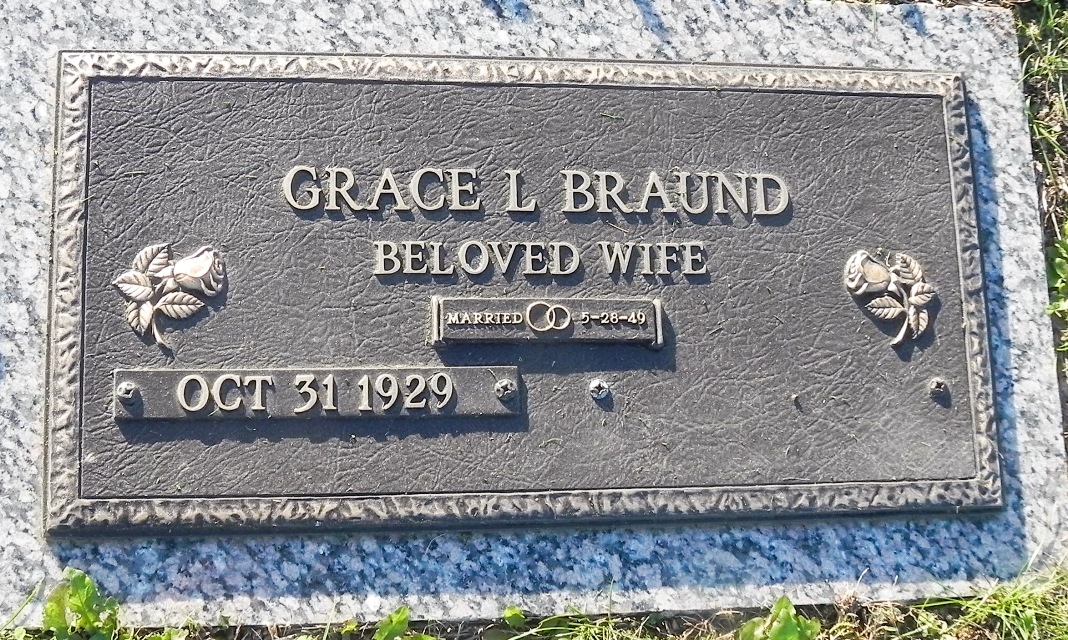 GRACE L BRAUND
BELOVED WIFE
MARRIED 5-28-49
OCT 31 1929